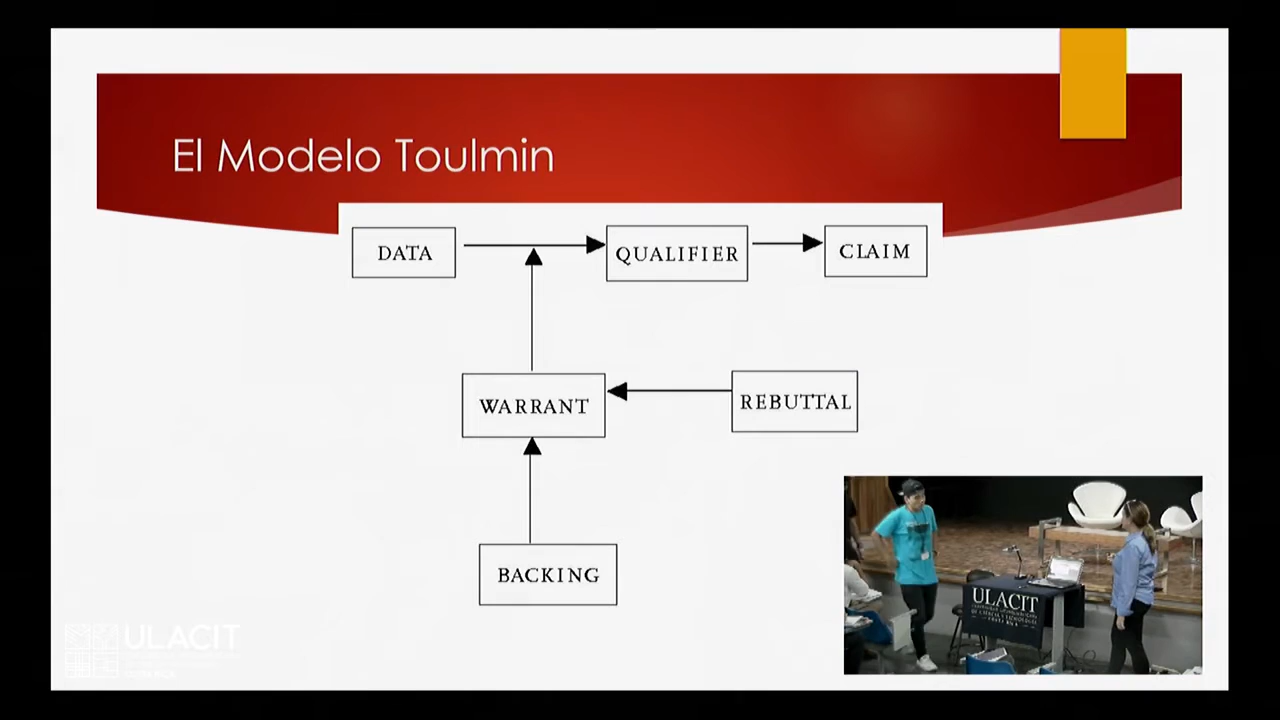 El Modelo Toulmin
DATA
QUALIFIER
CLAIM
WARRANT
REBUTTAL
BACKING
ULACIT
ULACIT